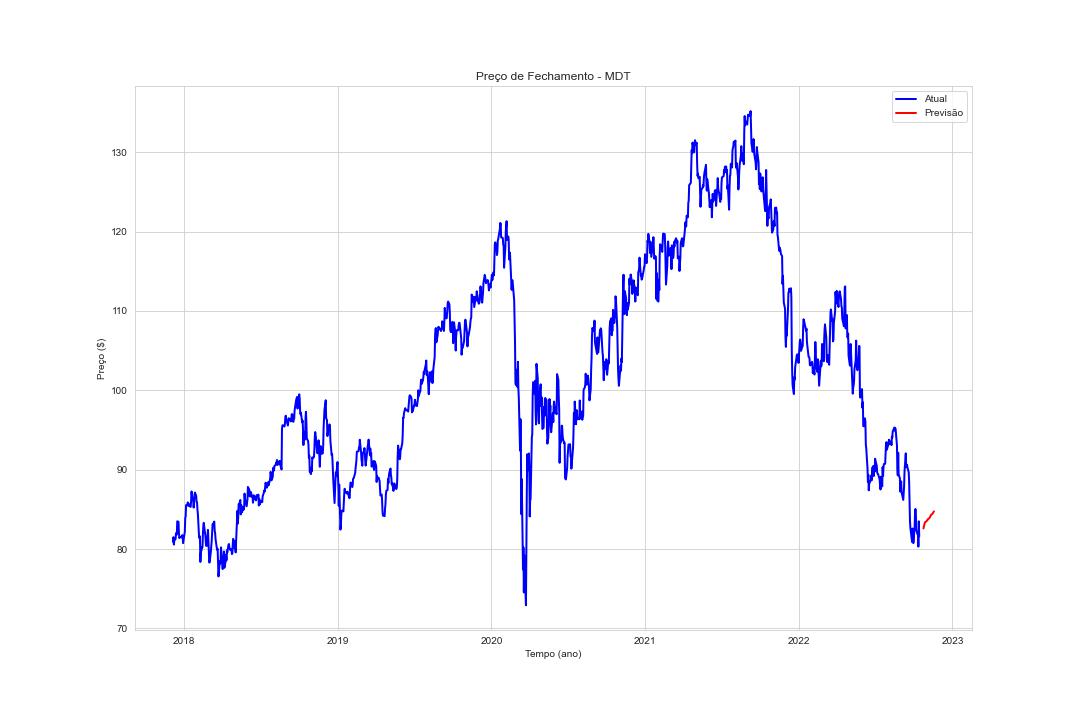 Preço de Fechamento - MDT
Atual
Previsão
130
120
110
100
90
80
70
Preço ($)
2018
2019
2020
2021
2022
2023
Tempo (ano)